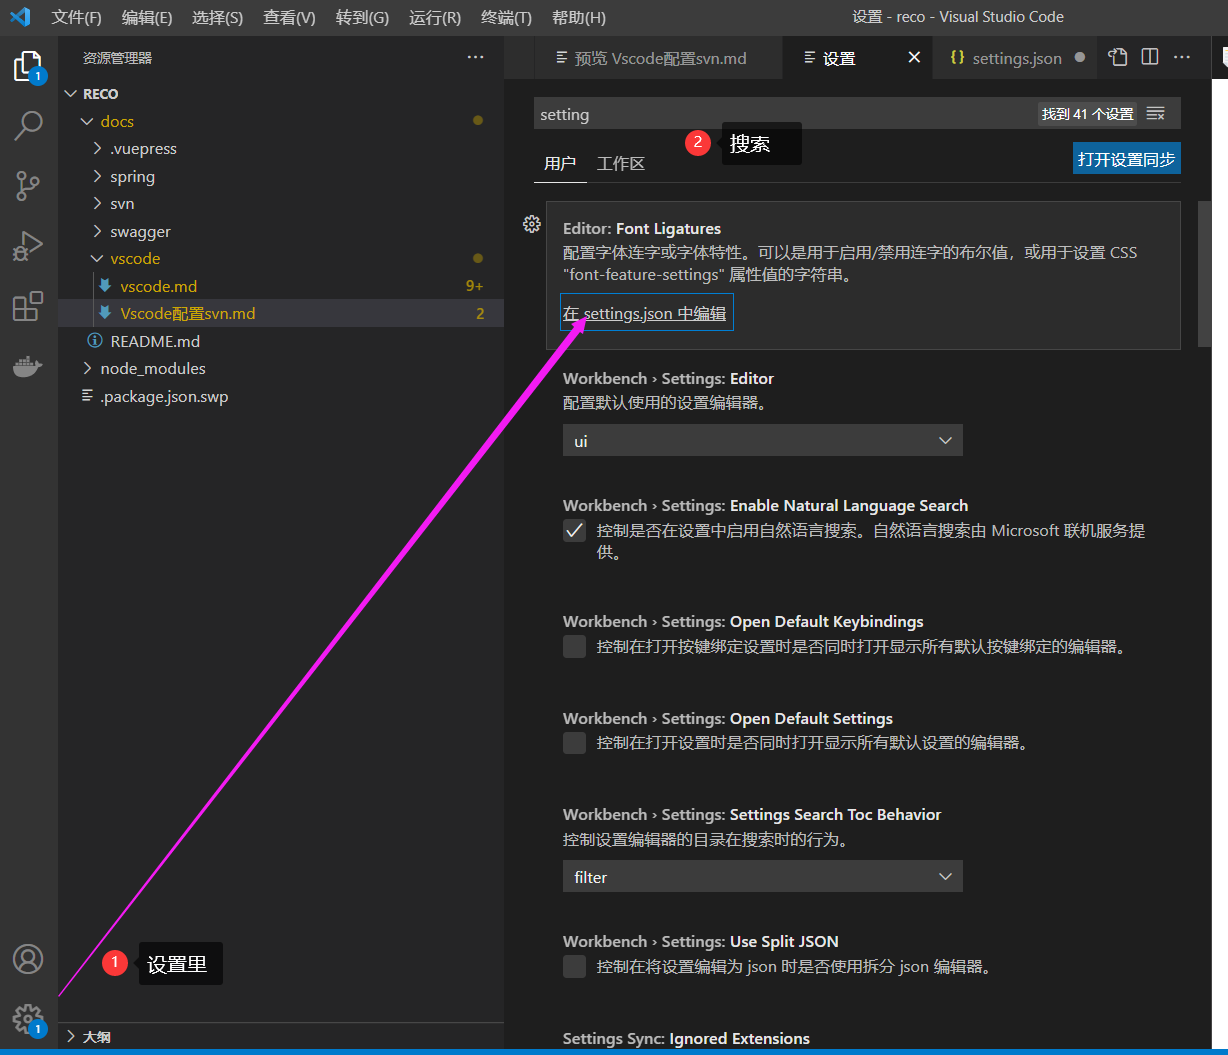 文件(F) 编辑(E) 选择(S) 查看(V) 转到(G) 运行(R) 终端(T) 帮助(H) 设置 - reco - Visual Studio Code
资源管理器
预览 Vscode配置svn.md 设置 settings.json
1
RECO
docs
.vuepress
spring
svn
swagger
vscode
vscode.md 9+
Vscode配置svn.md 2
README.md
node_modules
.package.json.swp
setting 找到 41 个设置
2 搜索
用户 工作区 打开设置同步
Editor: Font Ligatures
配置字体连字或字体特性。可以是用于启用/禁用连字的布尔值，或用于设置 CSS
"font-feature-settings" 属性值的字符串。
在 settings.json 中编辑
Workbench › Settings: Editor
配置默认使用的设置编辑器。
ui
Workbench › Settings: Enable Natural Language Search
控制是否在设置中启用自然语言搜索。自然语言搜索由 Microsoft 联机服务提
供。
Workbench › Settings: Open Default Keybindings
控制在打开按键绑定设置时是否同时打开显示所有默认按键绑定的编辑器。
Workbench › Settings: Open Default Settings
控制在打开设置时是否同时打开显示所有默认设置的编辑器。
Workbench › Settings: Settings Search Toc Behavior
控制设置编辑器的目录在搜索时的行为。
filter
Workbench › Settings: Use Split JSON
控制在将设置编辑为 json 时是否使用拆分 json 编辑器。
Settings Sync: Ignored Extensions
1 设置里
1
大纲